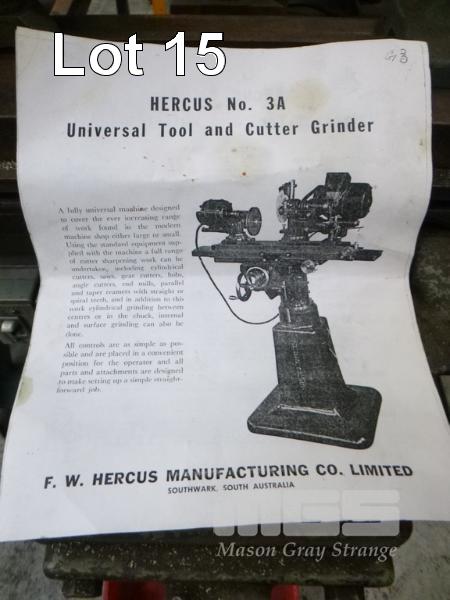 Lot 15
HERCUS No. 3A
Universal Tool and Cutter Grinder
A fully universal machine designed
to cover the ever increasing range
of work found in the modern
machine shop either large or small.
Using the standard equipment sup-
plied with the machine a full range
of cutter sharpening work can be
undertaken, including cylindrical
cutters, saws, gear cutters, hobs,
angle cutters, end mills, parallel
and taper reamers with straight or
spiral teeth, and in addition to this
work cylindrical grinding between
centres or in the chuck, internal
and surface grinding can also be
done.
All controls are as simple as pos-
sible and are placed in a convenient
position for the operator and all
parts and attachments are designed
to make setting up a simple straight-
forward job.
F. W. HERCUS MANUFACTURING CO. LIMITED
SOUTHWARK, SOUTH AUSTRALIA
MGS
Mason Gray Strange